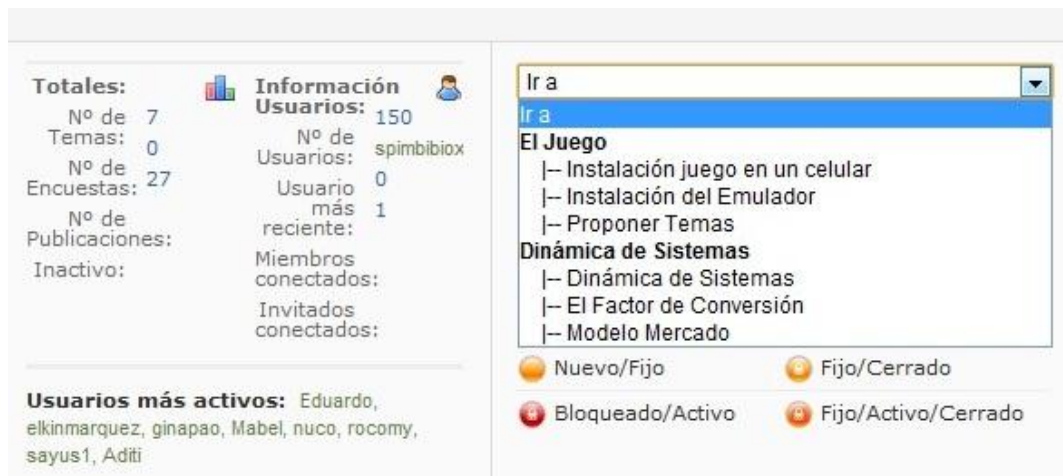 Totales:
Nº de Temas:
7
Nº de Encuestas:
0
27
Nº de Publicaciones:
Inactivo:
Información Usuarios:
150
Nº de Usuarios:
spimbibiox
Usuario más reciente:
0
1
Miembros conectados:
Invitados conectados:
Usuarios más activos: Eduardo,
elkinmarquez, ginapao, Mabel, nuco, rocomy,
sayus1, Aditi
Ir a
Ir a
El Juego
|-- Instalación juego en un celular
|-- Instalación del Emulador
|-- Proponer Temas
Dinámica de Sistemas
|-- Dinámica de Sistemas
|-- El Factor de Conversión
|-- Modelo Mercado
Nuevo/Fijo
Fijo/Cerrado
Bloqueado/Activo
Fijo/Activo/Cerrado